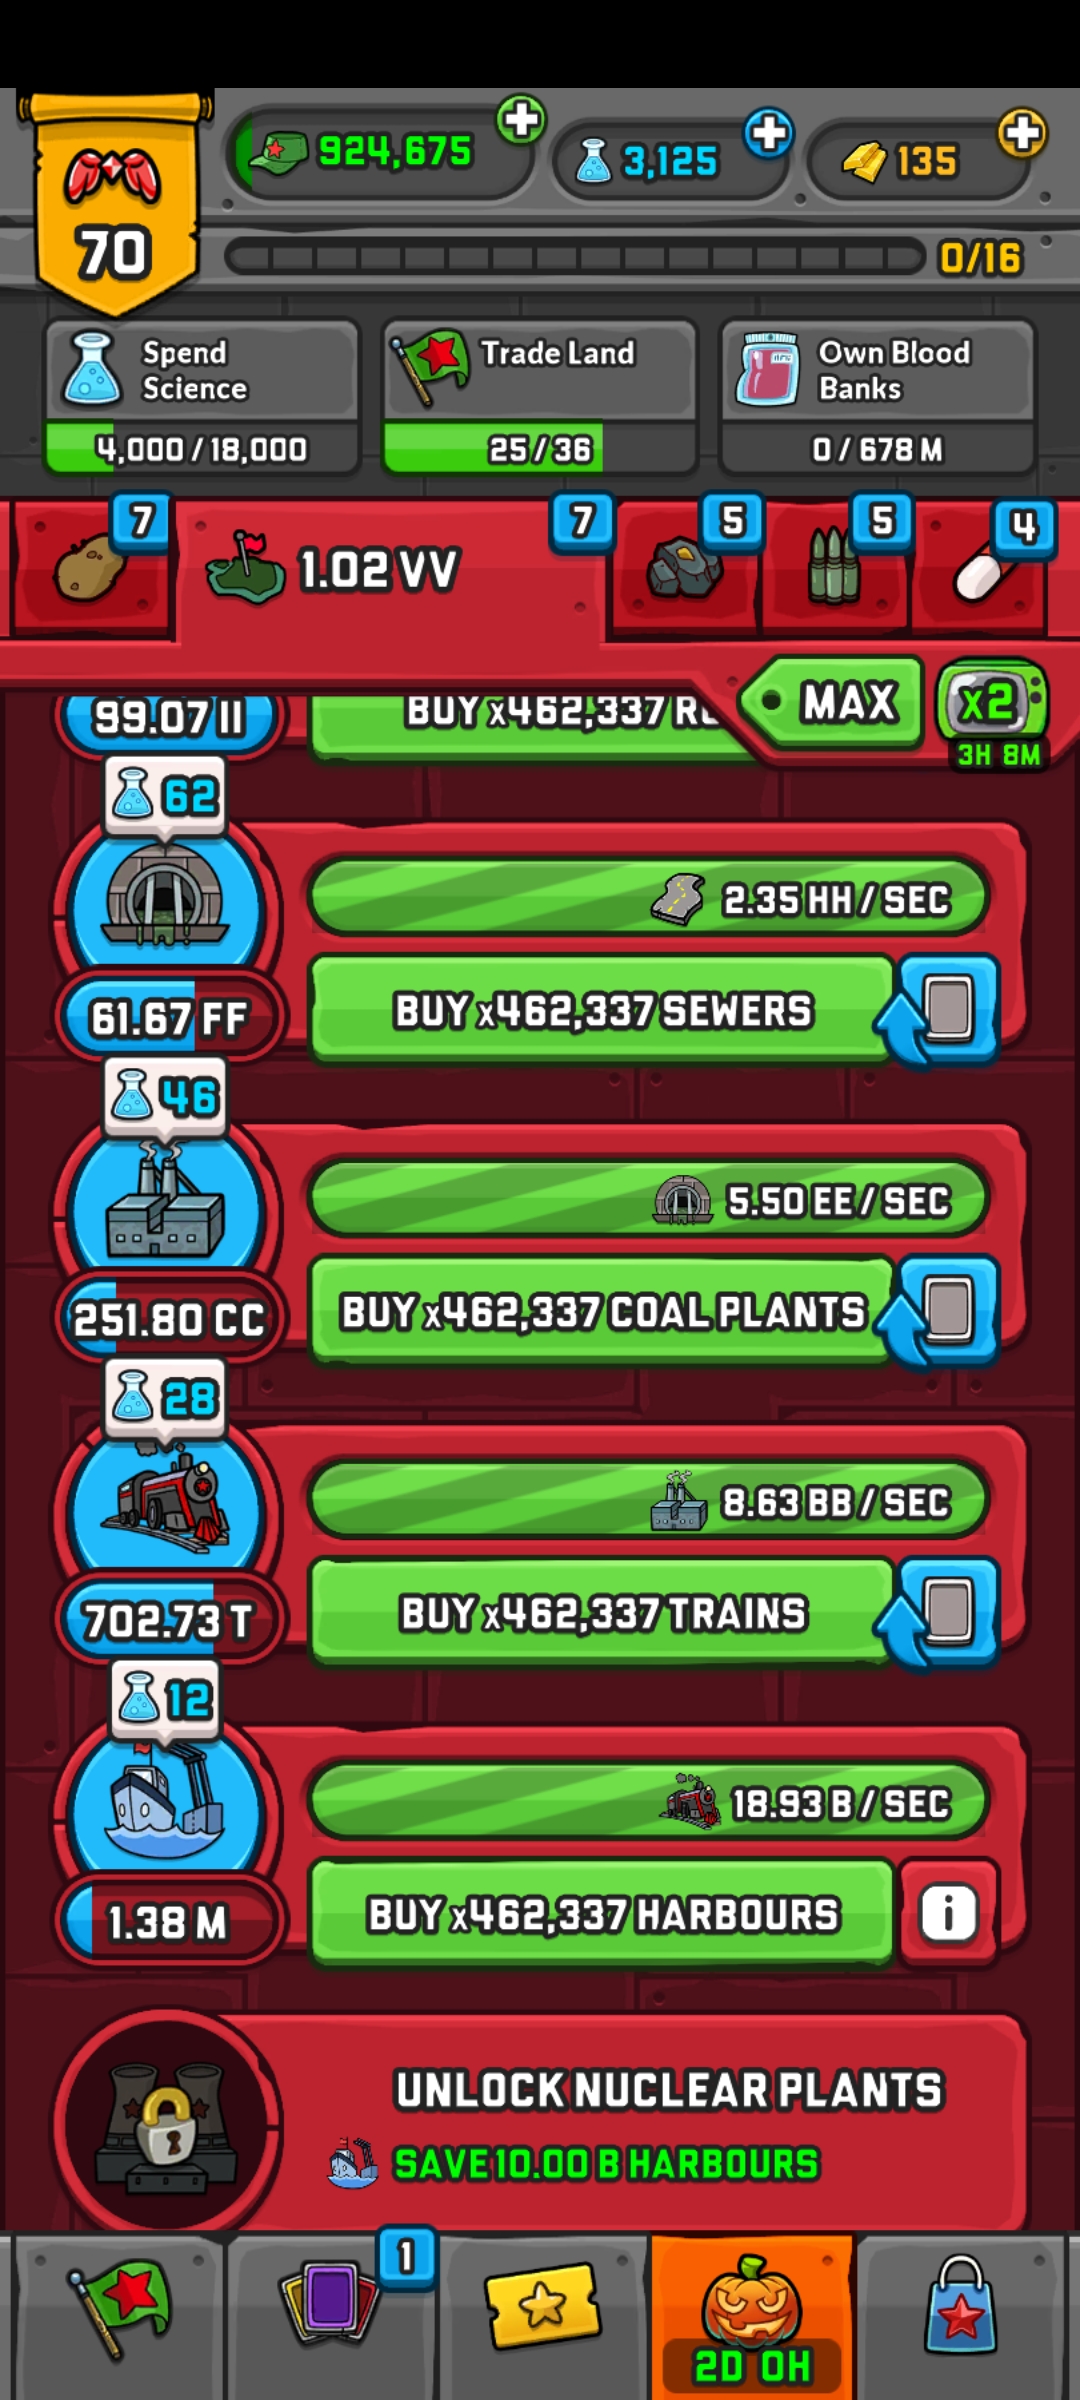 924,675
3,125
135
70
0/16
Spend
Science
4,000/18,000
Trade Land
25/36
Own Blood
Banks
0/678 M
7
1.02 VV
7
5
5
4
MAX
x2
3H 8M
99.07 II
BUY x462,337
62
2.35 HH / SEC
61.67 FF
BUY x462,337 SEWERS
46
5.50 EE / SEC
251.80 CC
BUY x462,337 COAL PLANTS
28
8.63 BB / SEC
702.73 T
BUY x462,337 TRAINS
12
18.93 B / SEC
1.38 M
BUY x462,337 HARBOURS
i
UNLOCK NUCLEAR PLANTS
SAVE 10.00 B HARBOURS
1
2D 0H